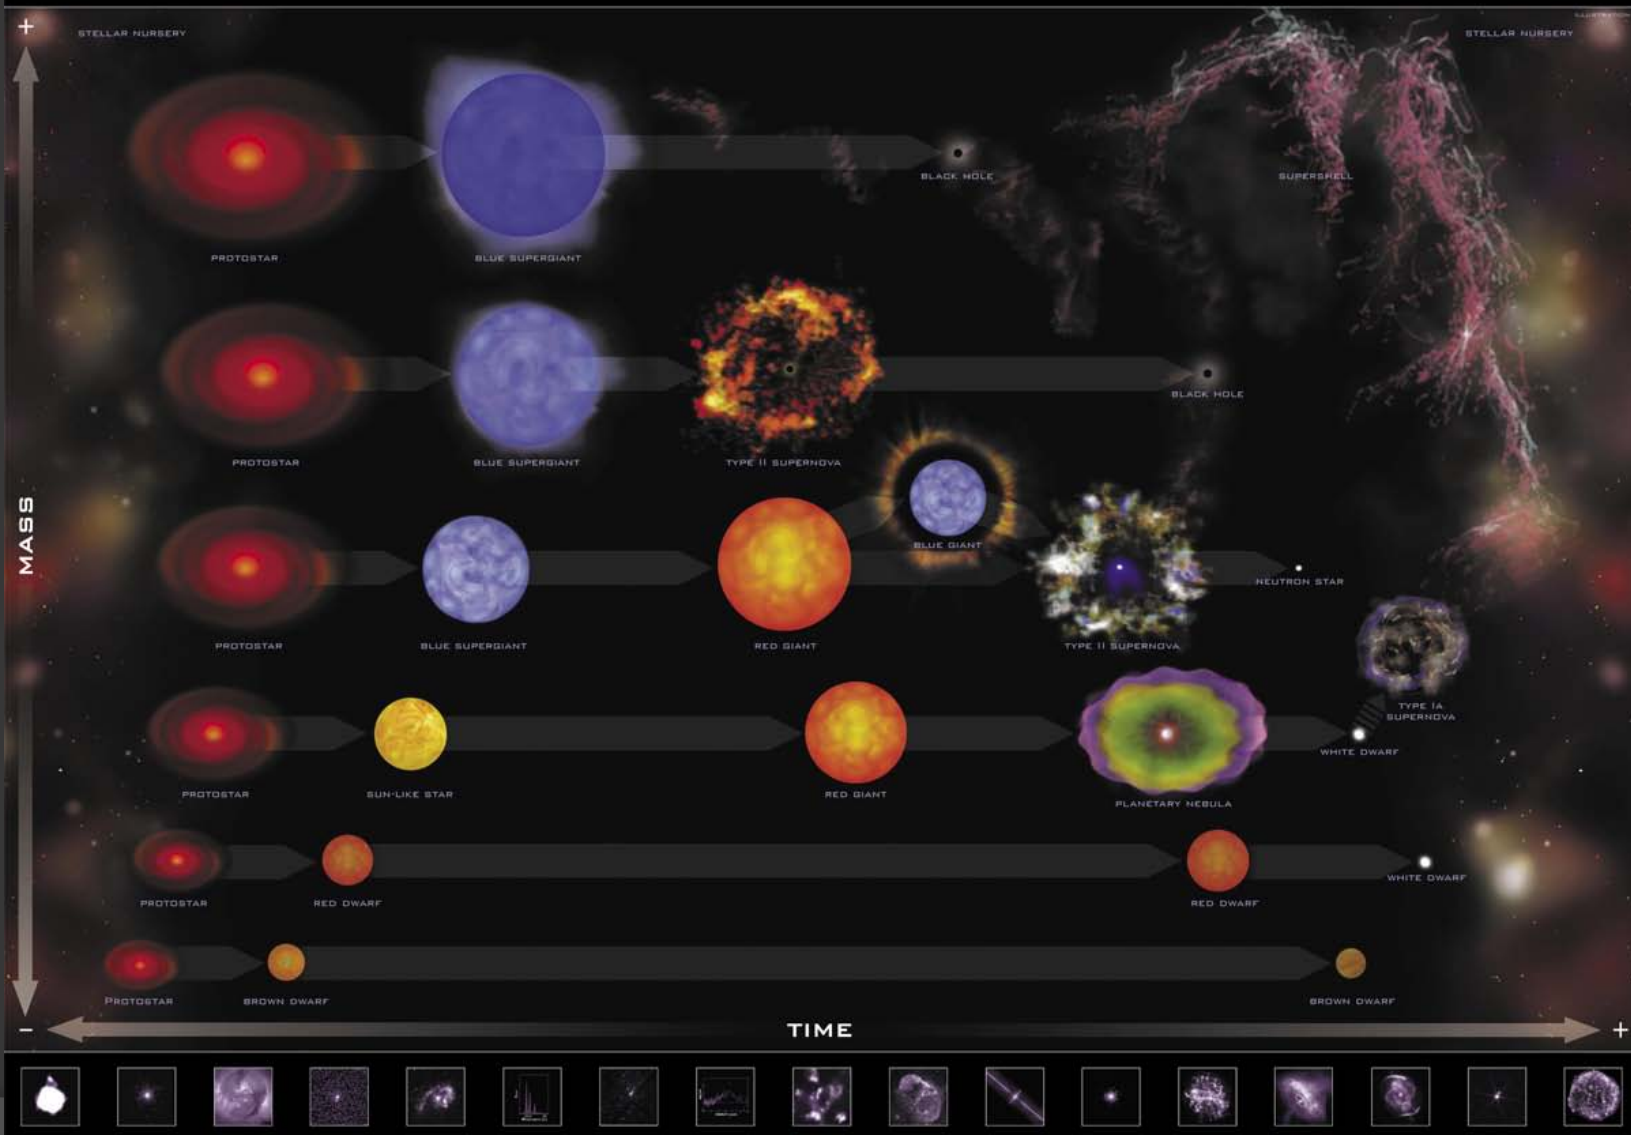 +
STELLAR NURSERY
STELLAR NURSERY
ILLUSTRATION
BLACK HOLE
SUPERSHELL
PROTOSTAR
BLUE SUPERGIANT
BLACK HOLE
PROTOSTAR
BLUE SUPERGIANT
TYPE II SUPERNOVA
MASS
BLUE GIANT
NEUTRON STAR
PROTOSTAR
BLUE SUPERGIANT
RED GIANT
TYPE II SUPERNOVA
TYPE IA
SUPERNOVA
WHITE DWARF
PROTOSTAR
SUN-LIKE STAR
RED GIANT
PLANETARY NEBULA
WHITE DWARF
PROTOSTAR
RED DWARF
RED DWARF
PROTOSTAR
BROWN DWARF
BROWN DWARF
−
TIME
+